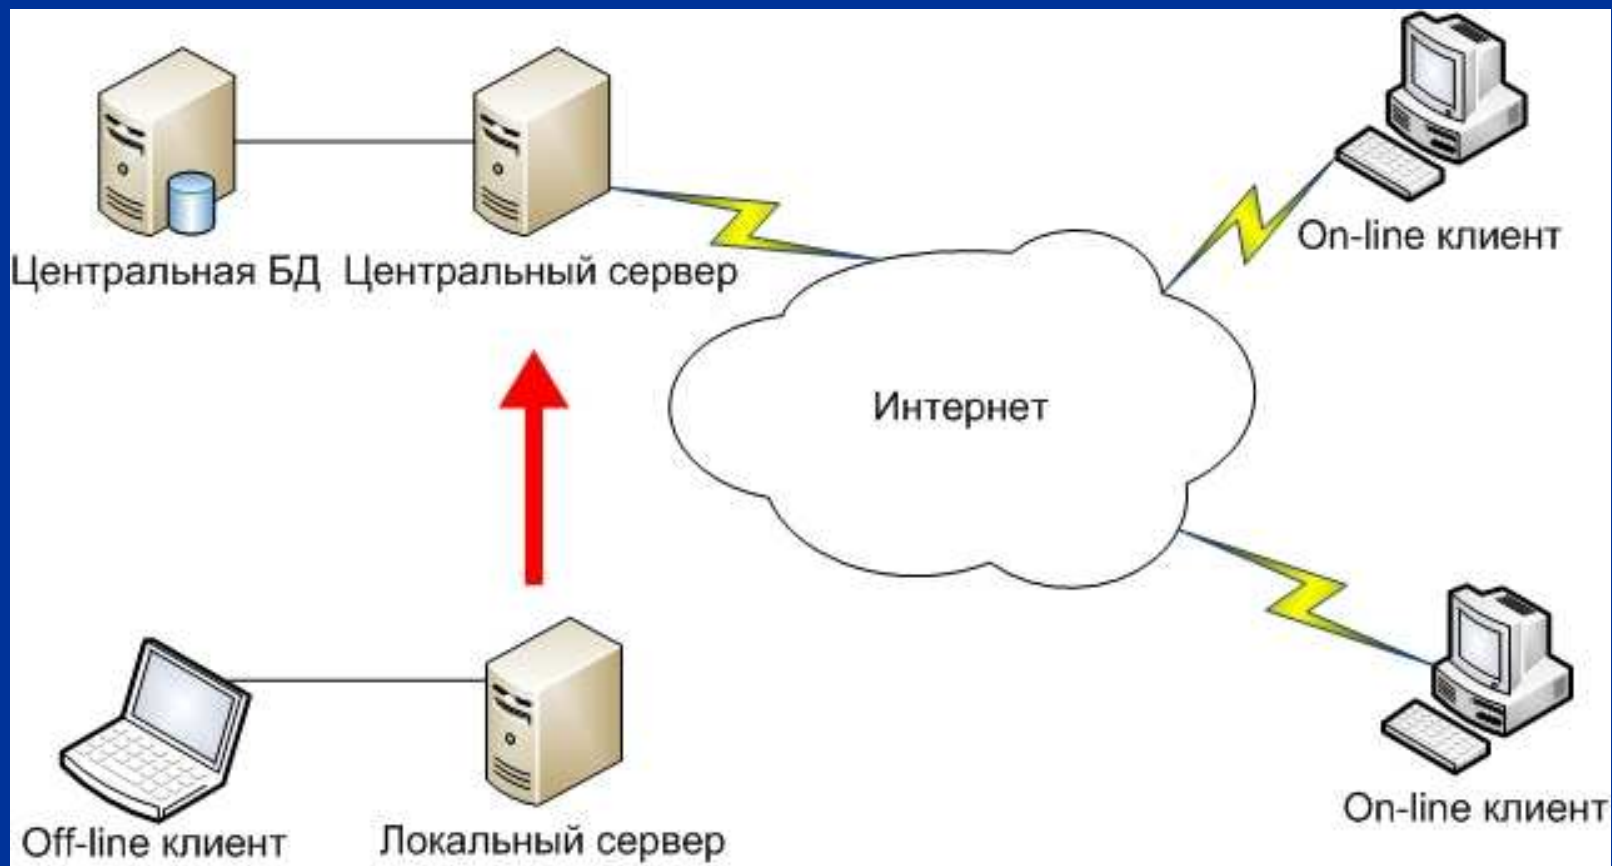 On-line клиент
Центральная БД
Центральный сервер
Интернет
On-line клиент
Off-line клиент
Локальный сервер